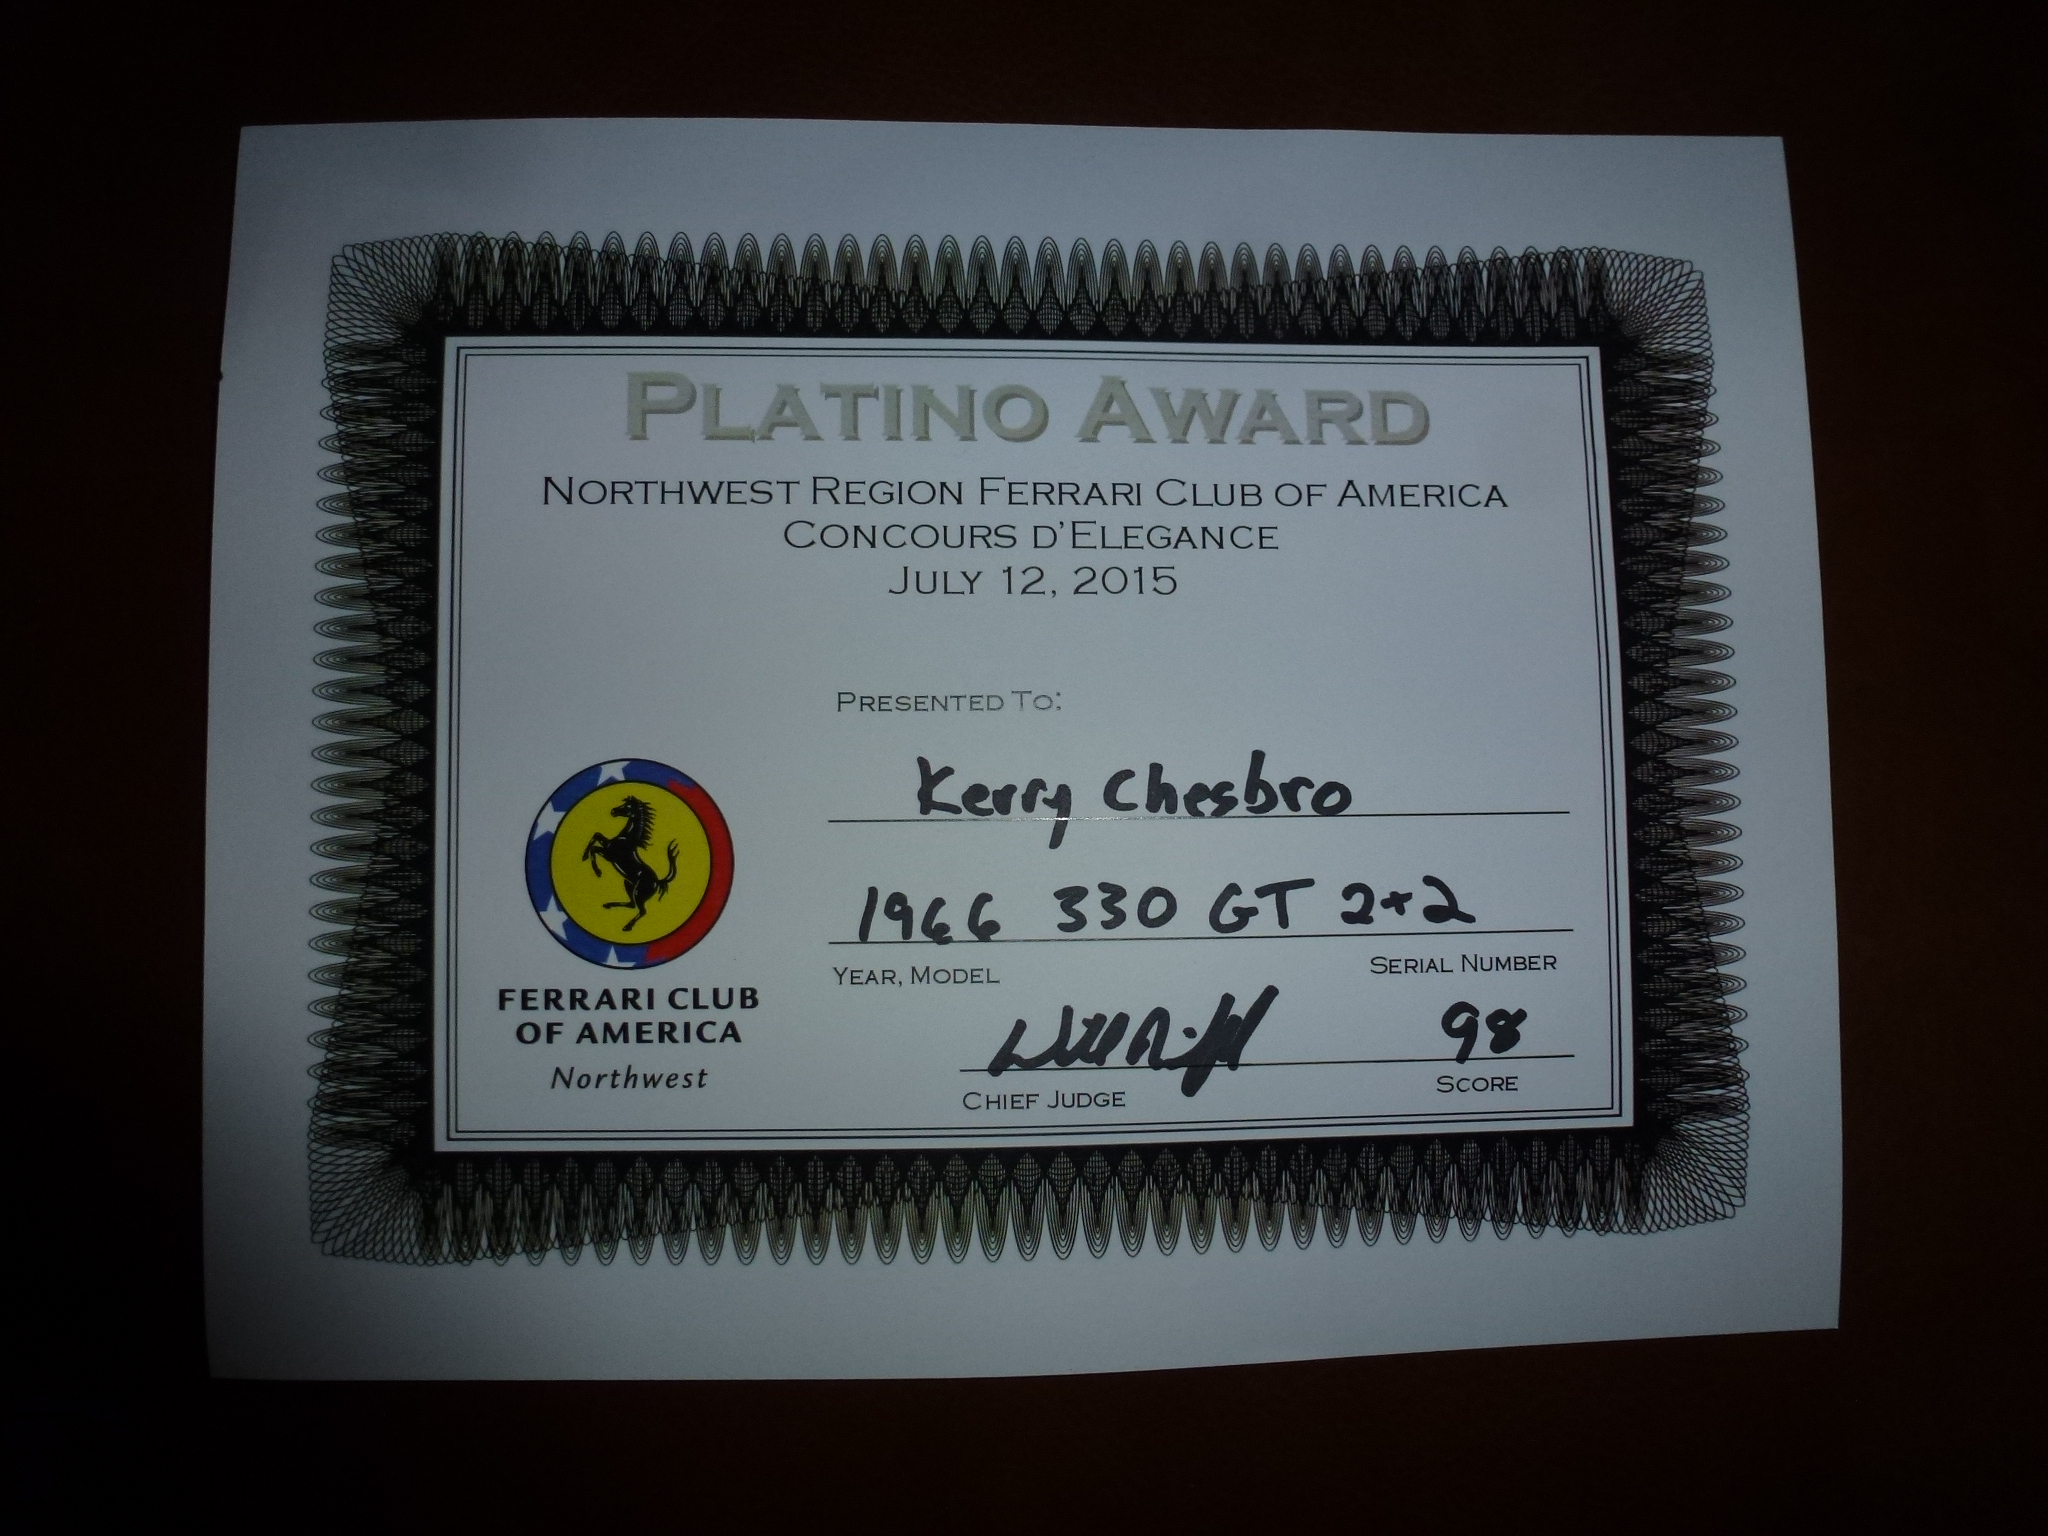 PLATINO AWARD
NORTHWEST REGION FERRARI CLUB OF AMERICA
CONCOURS D'ELEGANCE
JULY 12, 2015
PRESENTED TO:
Kerry Chesbro
1966 330 GT 2+2
YEAR, MODEL SERIAL NUMBER
98
CHIEF JUDGE SCORE
FERRARI CLUB
OF AMERICA
Northwest